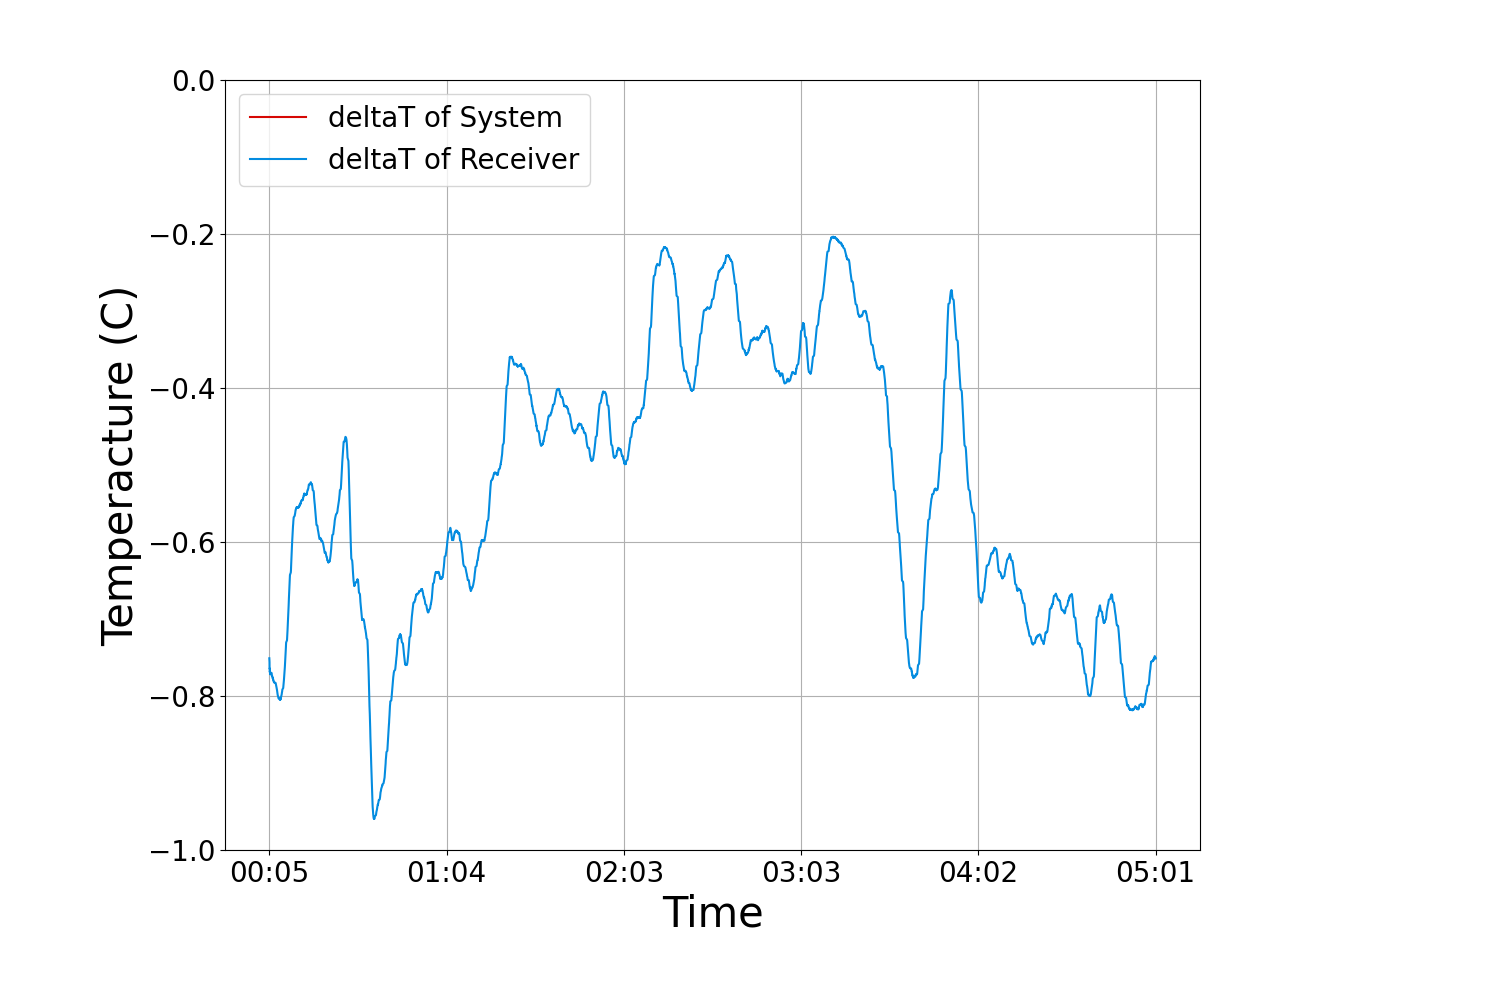 0.0
deltaT of System
deltaT of Receiver
−0.2
−0.4
−0.6
−0.8
−1.0
Temperacture (C)
00:05 01:04 02:03 03:03 04:02 05:01
Time